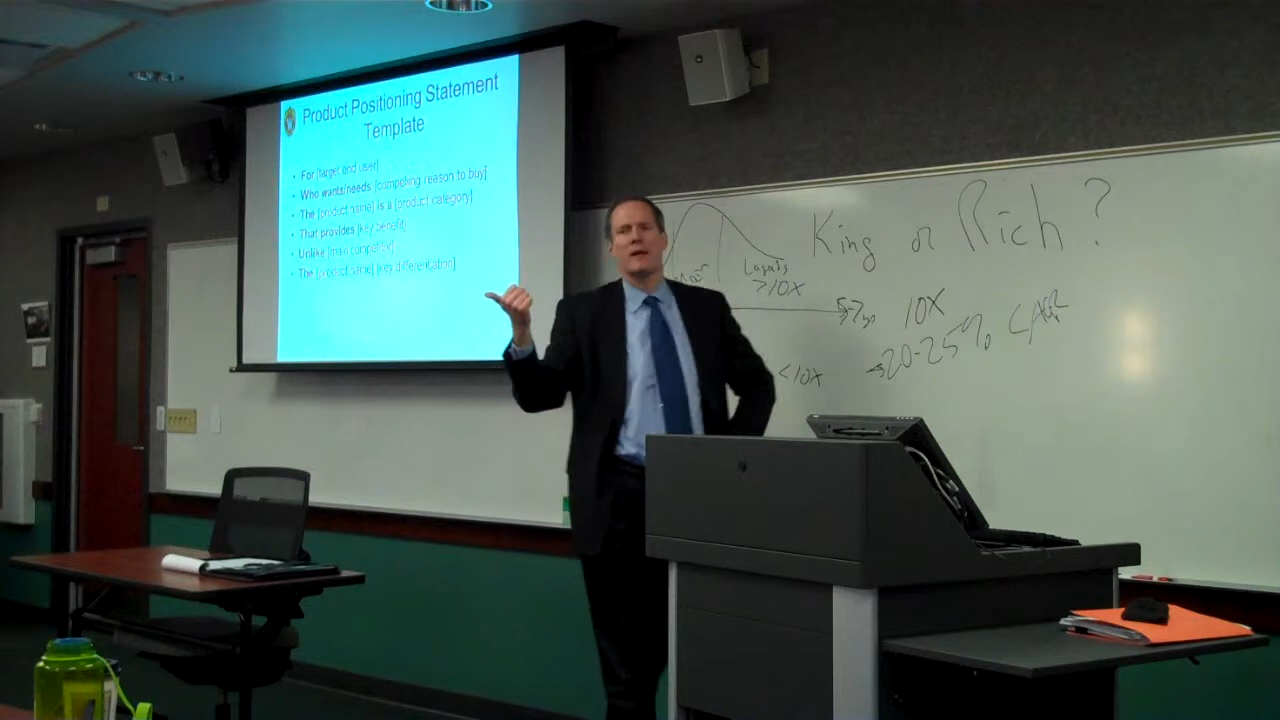 Product Positioning Statement
Template
• For [target end user]
• Who wants/needs [compelling reason to buy]
• The [product name] is a [product category]
• That provides [key benefit]
• Unlike [main competitor]
• The [product name] [key differentiation]
King or Rich?
>10X
10X
<10X
20-25% CAGR